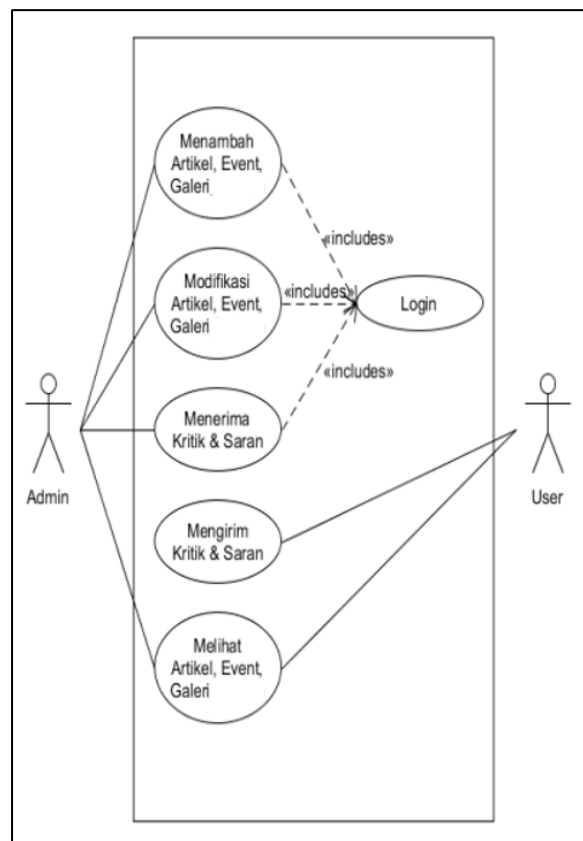 Menambah
Artikel, Event,
Galeri
«includes»
Modifikasi
Artikel, Event,
Galeri
«includes»
Login
«includes»
Menerima
Kritik & Saran
Admin
User
Mengirim
Kritik & Saran
Melihat
Artikel, Event,
Galeri